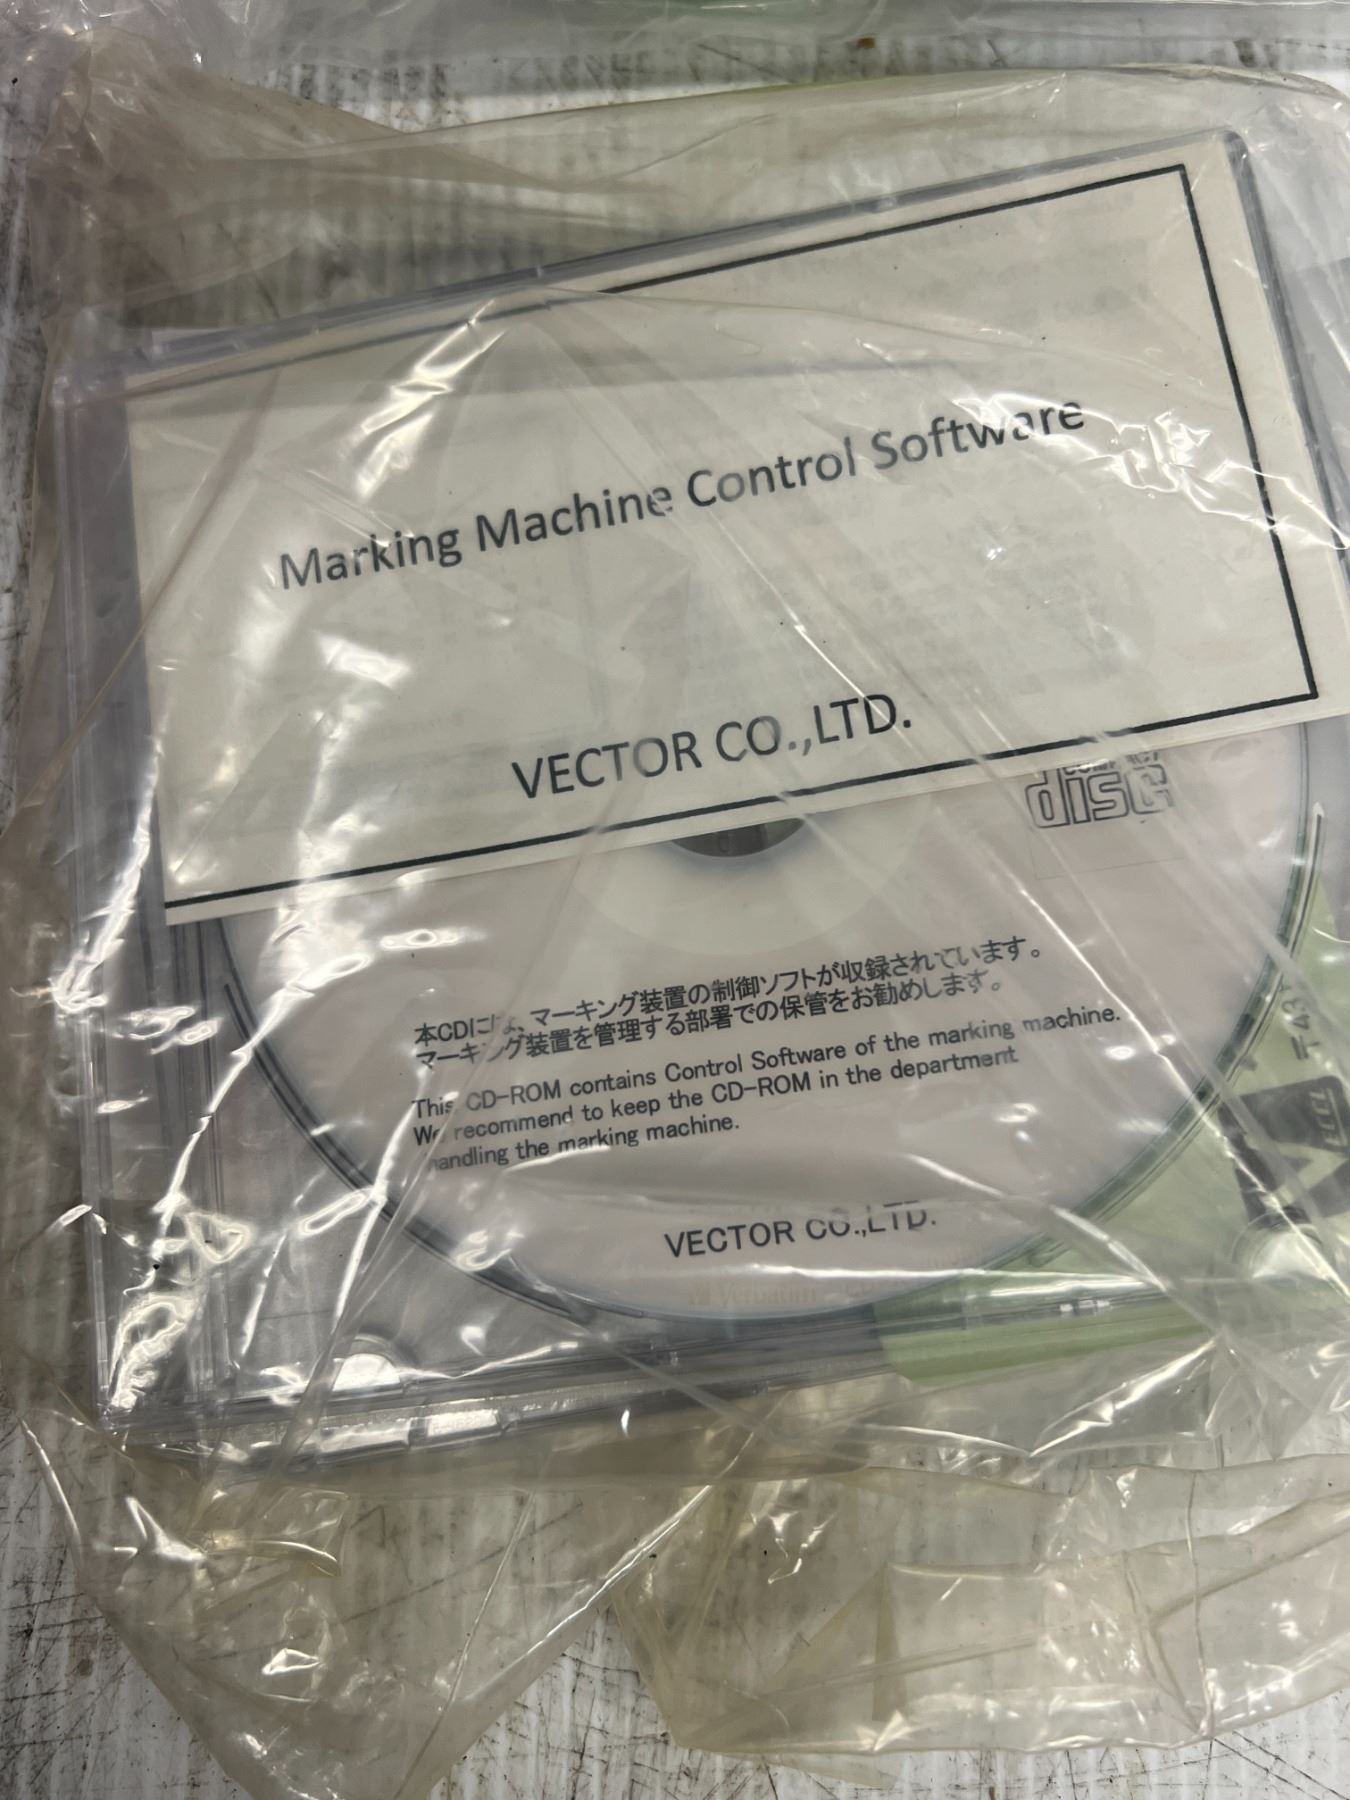 Marking Machine Control Software
VECTOR CO.,LTD.
COMPACT
disc
本CDには、マーキング装置の制御ソフトが収録されています。
マーキング装置を管理する部署での保管をお勧めします。
This CD-ROM contains Control Software of the marking machine.
We recommend to keep the CD-ROM in the department
handling the marking machine.
VECTOR CO.,LTD.
Verbatim
〒431